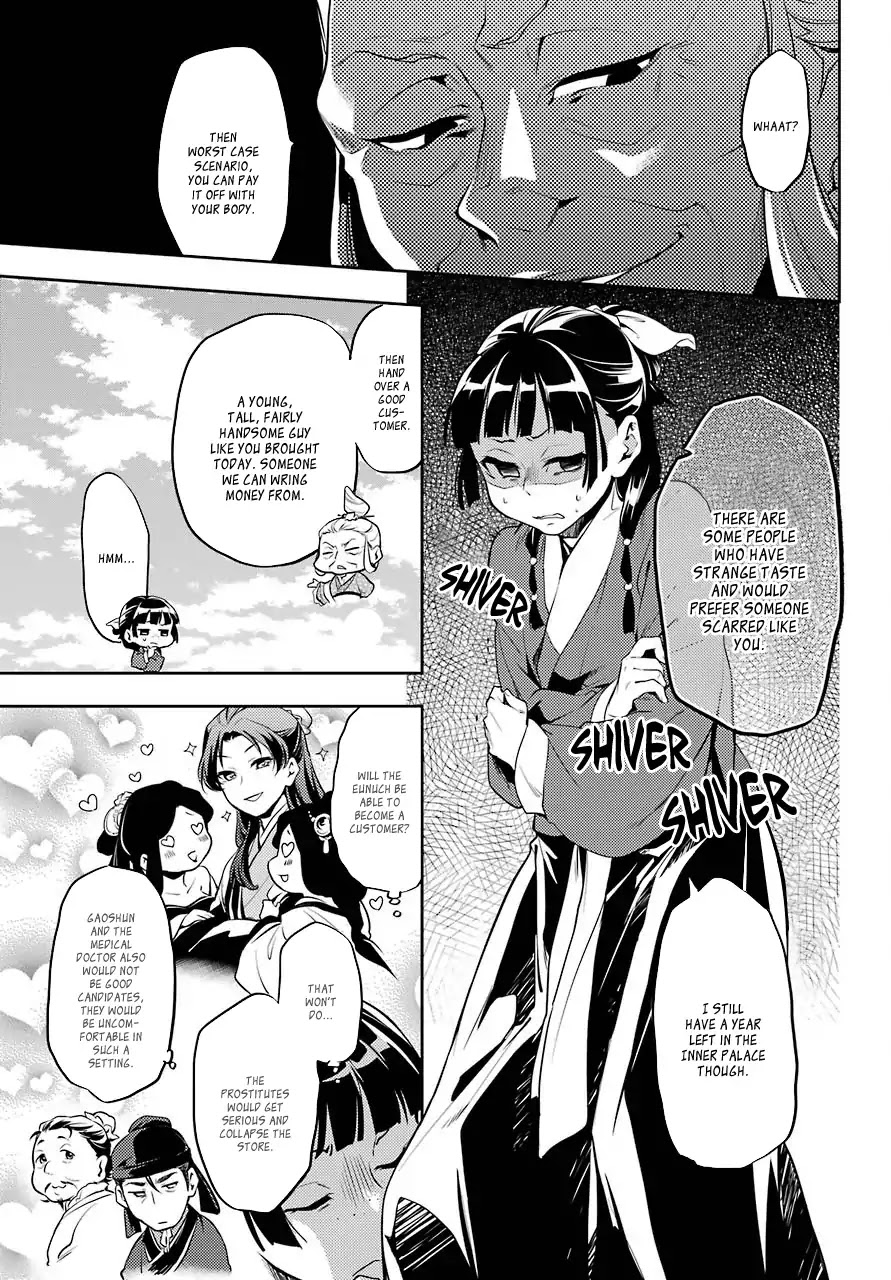 WHAAT?
THEN
WORST CASE
SCENARIO,
YOU CAN PAY
IT OFF WITH
YOUR BODY.
THERE ARE
SOME PEOPLE
WHO HAVE
STRANGE TASTE
AND WOULD
PREFER SOMEONE
SCARRED LIKE
YOU.
SHIVER
SHIVER
SHIVER
I STILL
HAVE A YEAR
LEFT IN THE
INNER PALACE
THOUGH.
THEN
HAND
OVER A
GOOD
CUS-
TOMER.
A YOUNG,
TALL, FAIRLY
HANDSOME GUY
LIKE YOU BROUGHT
TODAY. SOMEONE
WE CAN WRING
MONEY FROM.
HMM...
WILL THE
EUNUCH BE
ABLE TO
BECOME A
CUSTOMER?
THAT
WON'T
DO...
THE
PROSTITUTES
WOULD GET
SERIOUS AND
COLLAPSE THE
STORE.
GAOSHUN
AND THE
MEDICAL
DOCTOR ALSO
WOULD NOT
BE GOOD
CANDIDATES,
THEY WOULD
BE UNCOM-
FORTABLE IN
SUCH A
SETTING.